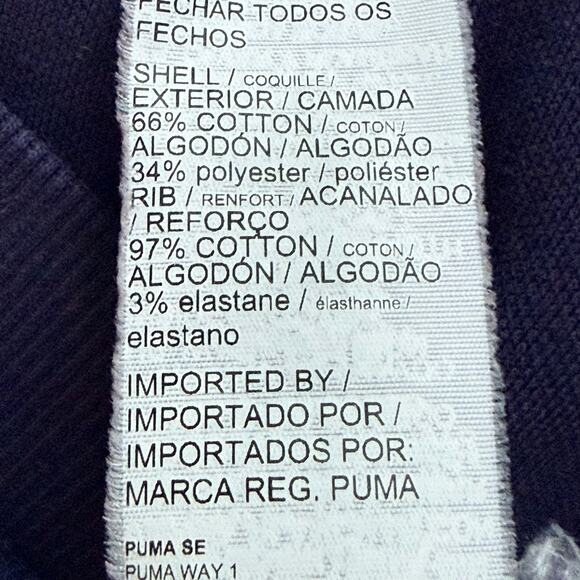 FECHAR TODOS OS
FECHOS
SHELL / COQUILLE /
EXTERIOR / CAMADA
66% COTTON / COTON /
ALGODÓN / ALGODÃO
34% polyester / poliéster
RIB / RENFORT / ACANALADO
/ REFORÇO
97% COTTON / COTON /
ALGODÓN / ALGODÃO
3% elastane / élasthanne /
elastano
IMPORTED BY /
IMPORTADO POR /
IMPORTADOS POR:
MARCA REG. PUMA
PUMA SE
PUMA WAY 1